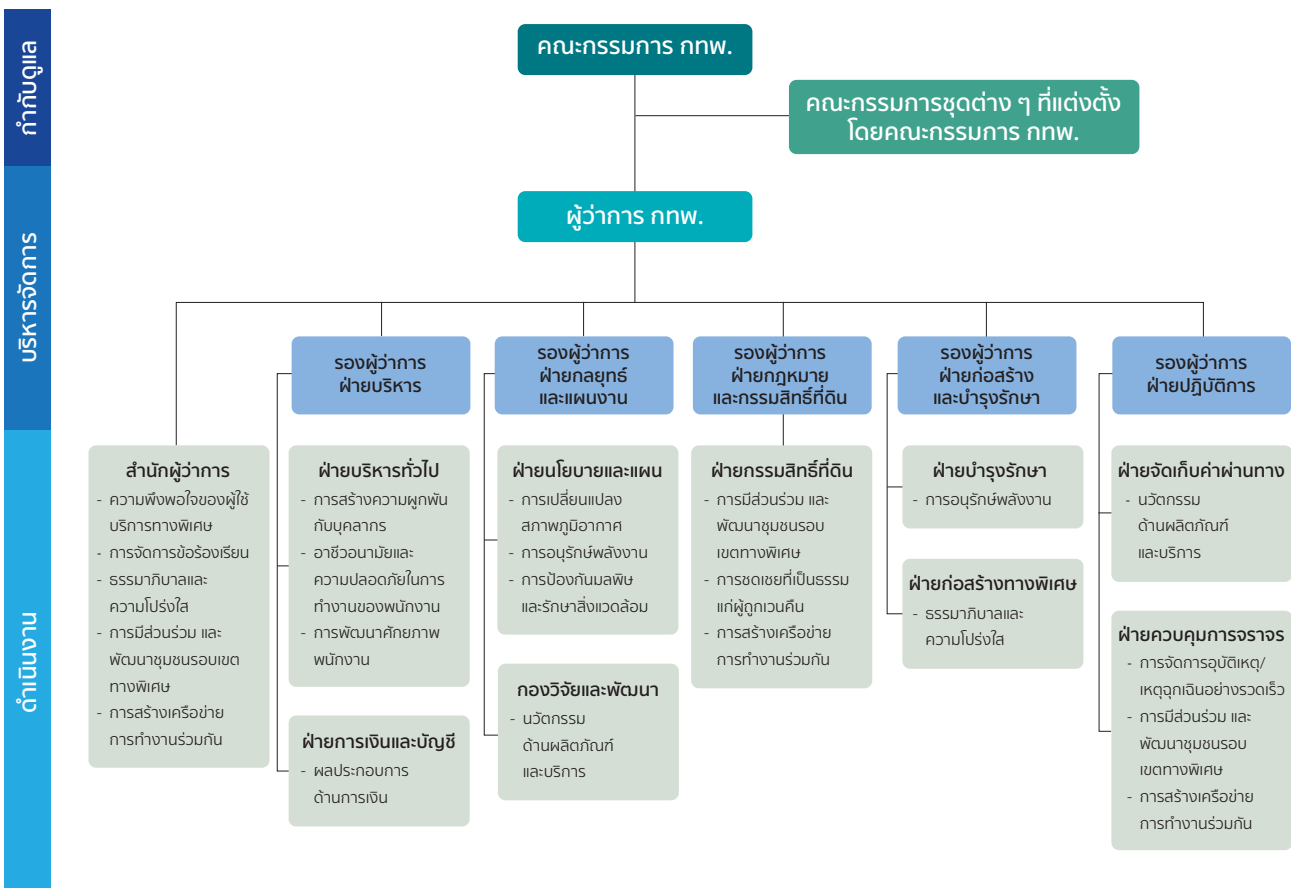 กำกับดูแล
คณะกรรมการ กทพ.
คณะกรรมการชุดต่าง ๆ ที่แต่งตั้ง
โดยคณะกรรมการ กทพ.
บริหารจัดการ
ผู้ว่าการ กทพ.
รองผู้ว่าการ
ฝ่ายบริหาร
รองผู้ว่าการ
ฝ่ายกลยุทธ์
และแผนงาน
รองผู้ว่าการ
ฝ่ายกฎหมาย
และกรรมสิทธิ์ที่ดิน
รองผู้ว่าการ
ฝ่ายก่อสร้าง
และบำรุงรักษา
รองผู้ว่าการ
ฝ่ายปฏิบัติการ
ดำเนินงาน
สำนักผู้ว่าการ
- ความพึงพอใจของผู้ใช้
บริการทางพิเศษ
- การจัดการข้อร้องเรียน
- ธรรมาภิบาลและ
ความโปร่งใส
- การมีส่วนร่วม และ
พัฒนาชุมชนรอบเขต
ทางพิเศษ
- การสร้างเครือข่าย
การทำงานร่วมกัน
ฝ่ายบริหารทั่วไป
- การสร้างความผูกพัน
กับบุคลากร
- อาชีวอนามัยและ
ความปลอดภัยในการ
ทำงานของพนักงาน
- การพัฒนาศักยภาพ
พนักงาน
ฝ่ายการเงินและบัญชี
- ผลประกอบการ
ด้านการเงิน
ฝ่ายนโยบายและแผน
- การเปลี่ยนแปลง
สภาพภูมิอากาศ
- การอนุรักษ์พลังงาน
- การป้องกันมลพิษ
และรักษาสิ่งแวดล้อม
กองวิจัยและพัฒนา
- นวัตกรรม
ด้านผลิตภัณฑ์
และบริการ
ฝ่ายกรรมสิทธิ์ที่ดิน
- การมีส่วนร่วม และ
พัฒนาชุมชนรอบ
เขตทางพิเศษ
- การชดเชยที่เป็นธรรม
แก่ผู้ถูกเวนคืน
- การสร้างเครือข่าย
การทำงานร่วมกัน
ฝ่ายบำรุงรักษา
- การอนุรักษ์พลังงาน
ฝ่ายก่อสร้างทางพิเศษ
- ธรรมาภิบาลและ
ความโปร่งใส
ฝ่ายจัดเก็บค่าผ่านทาง
- นวัตกรรม
ด้านผลิตภัณฑ์
และบริการ
ฝ่ายควบคุมการจราจร
- การจัดการอุบัติเหตุ/
เหตุฉุกเฉินอย่างรวดเร็ว
- การมีส่วนร่วม และ
พัฒนาชุมชนรอบ
เขตทางพิเศษ
- การสร้างเครือข่าย
การทำงานร่วมกัน